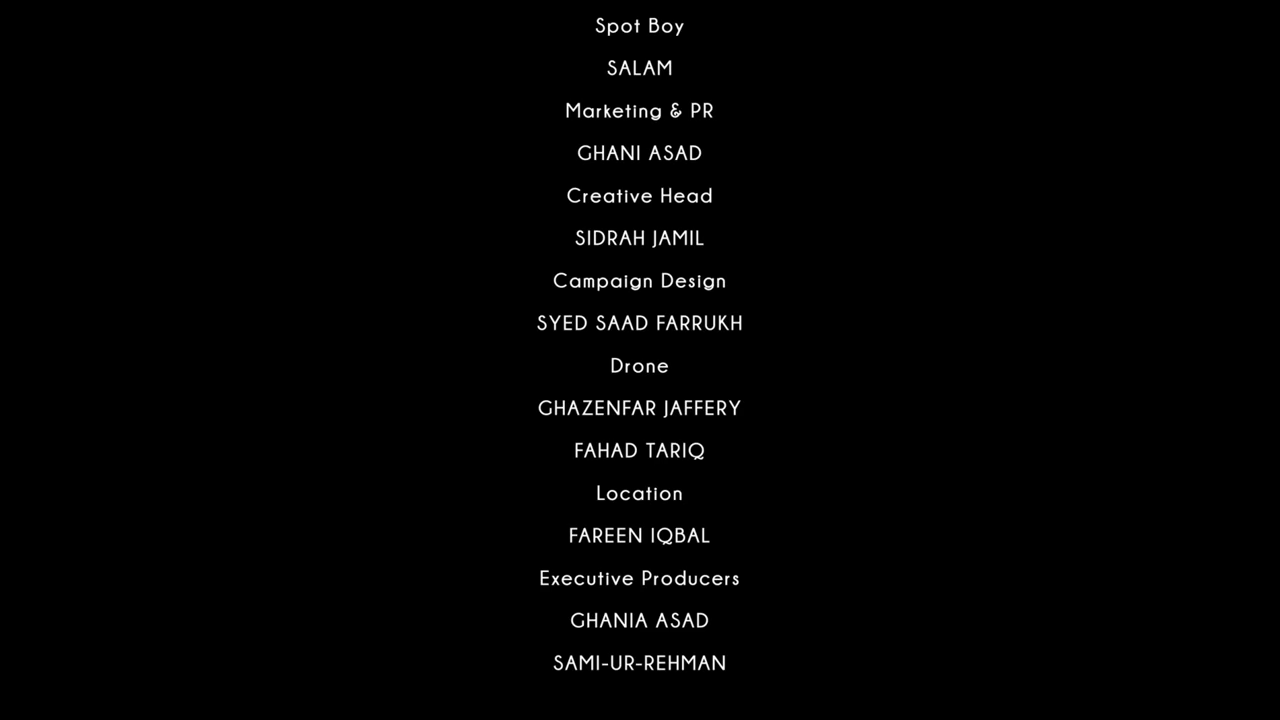 Spot Boy
SALAM
Marketing & PR
GHANI ASAD
Creative Head
SIDRAH JAMIL
Campaign Design
SYED SAAD FARRUKH
Drone
GHAZENFAR JAFFERY
FAHAD TARIQ
Location
FAREEN IQBAL
Executive Producers
GHANIA ASAD
SAMI-UR-REHMAN